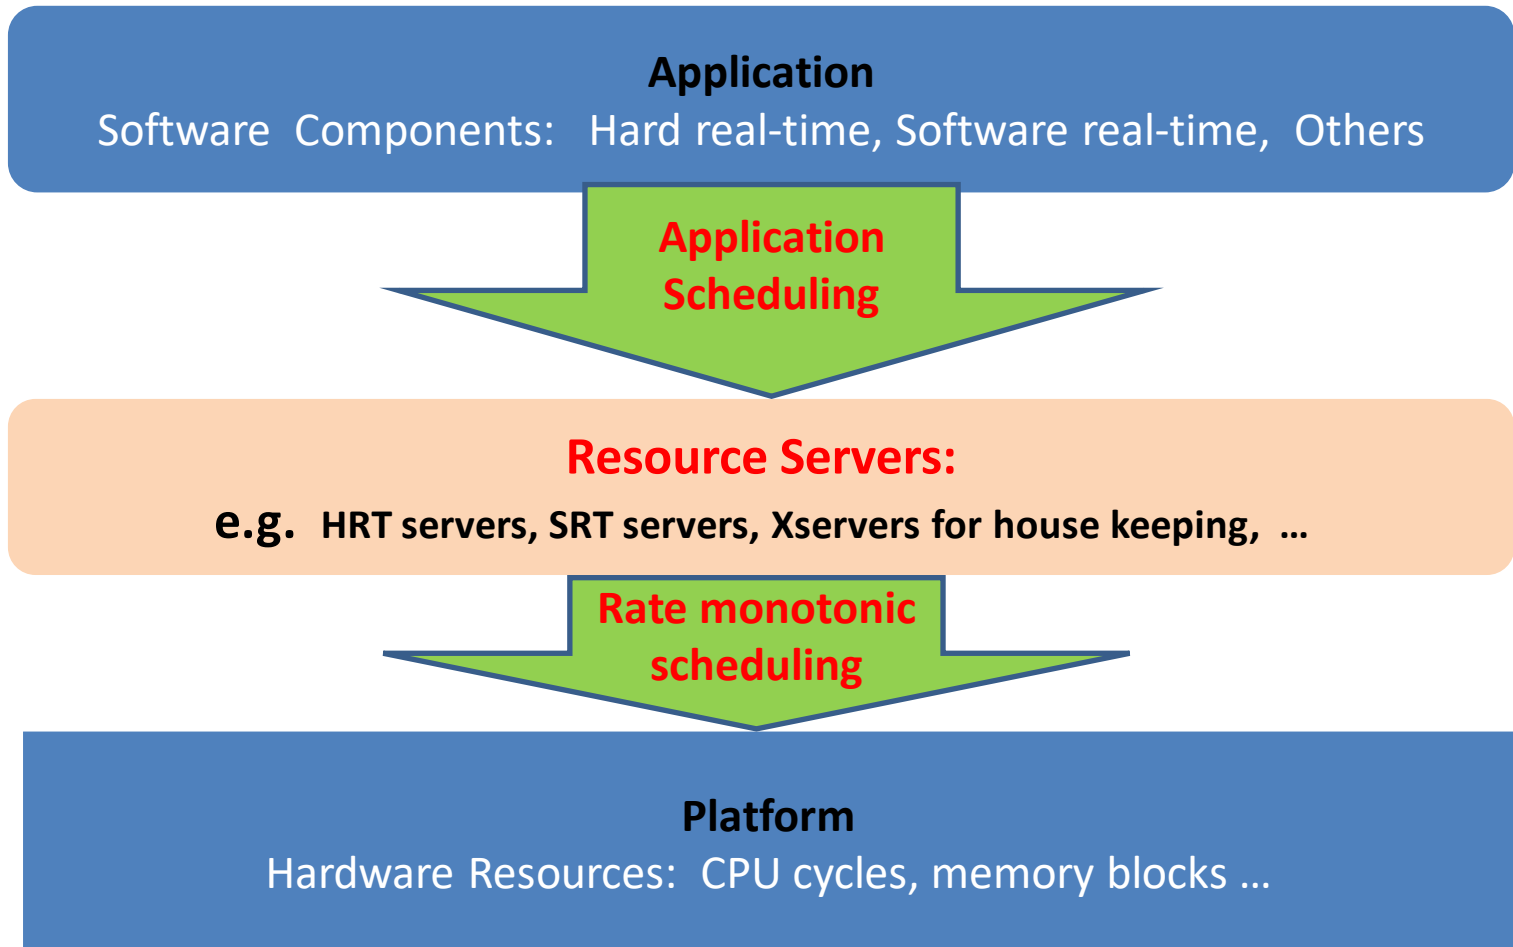 Application
Software Components: Hard real-time, Software real-time, Others
Application
Scheduling
Resource Servers:
e.g. HRT servers, SRT servers, Xservers for house keeping, ...
Rate monotonic
scheduling
Platform
Hardware Resources: CPU cycles, memory blocks ...